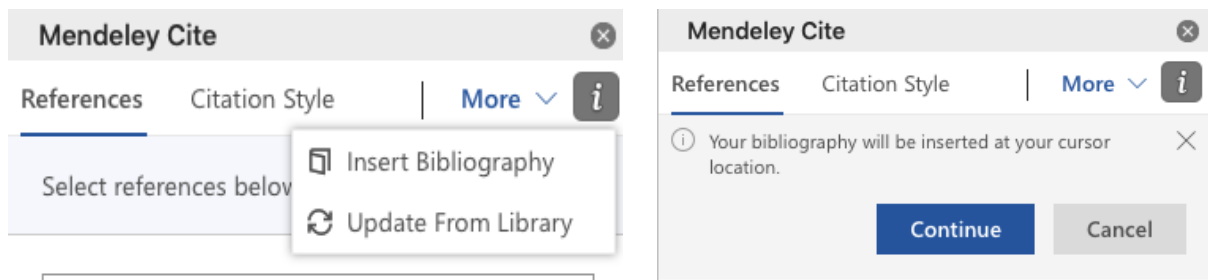 Mendeley Cite
References Citation Style More i
Insert Bibliography
Select references below
Update From Library
Mendeley Cite
References Citation Style More i
Your bibliography will be inserted at your cursor
location.
Continue Cancel